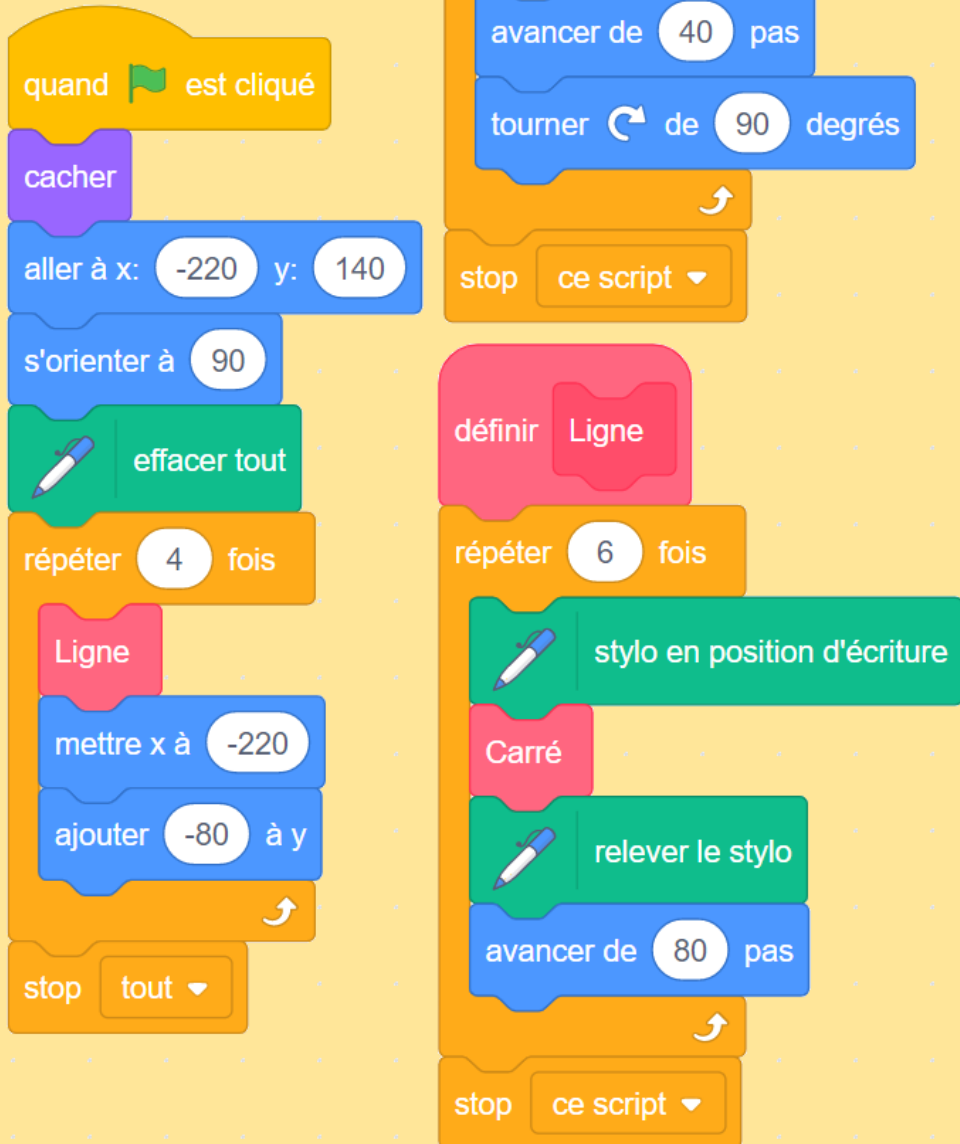 quand est cliqué
cacher
aller à x: -220 y: 140
s'orienter à 90
effacer tout
répéter 4 fois
Ligne
mettre x à -220
ajouter -80 à y
stop tout
avancer de 40 pas
tourner de 90 degrés
stop ce script
définir Ligne
répéter 6 fois
stylo en position d'écriture
Carré
relever le stylo
avancer de 80 pas
stop ce script